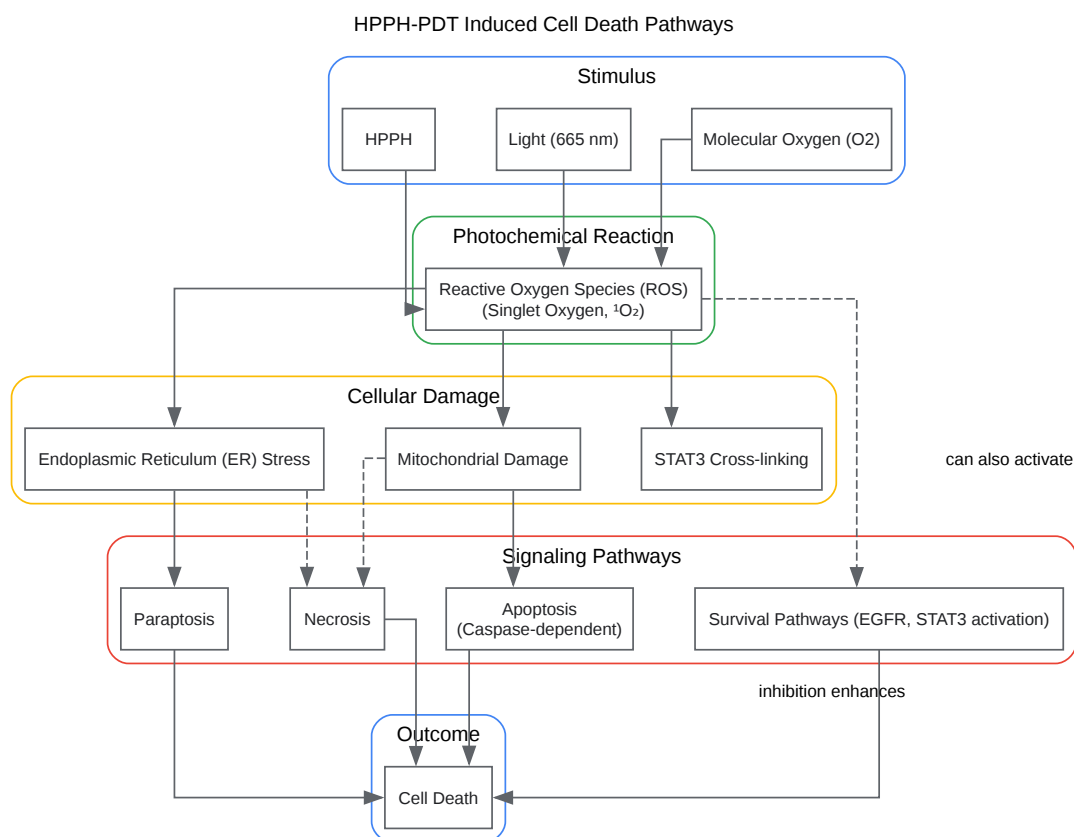 HPPH-PDT Induced Cell Death Pathways
Stimulus
HPPH
Light (665 nm)
Molecular Oxygen (O2)
Photochemical Reaction
Reactive Oxygen Species (ROS)
(Singlet Oxygen, ¹O₂)
Cellular Damage
Endoplasmic Reticulum (ER) Stress
Mitochondrial Damage
STAT3 Cross-linking
can also activate
Signaling Pathways
Paraptosis
Necrosis
Apoptosis
(Caspase-dependent)
Survival Pathways (EGFR, STAT3 activation)
inhibition enhances
Outcome
Cell Death